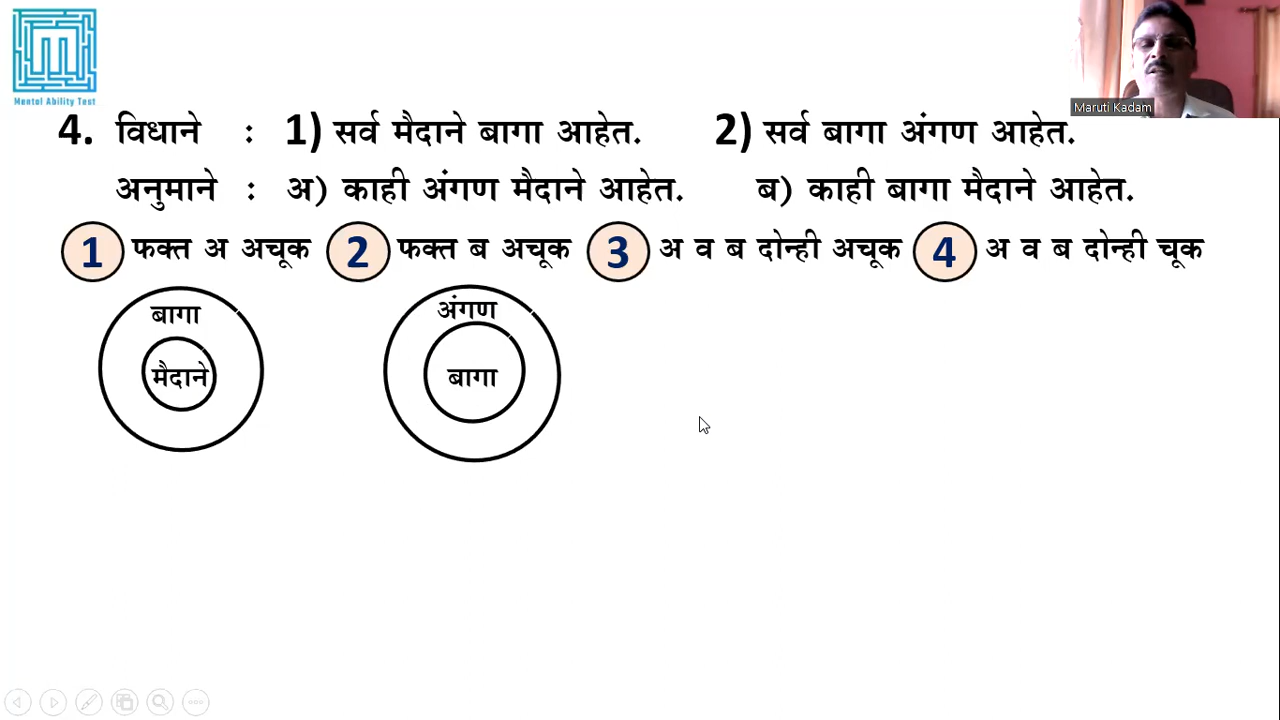 Mental Ability Test
Maruti Kadam
4. विधाने : 1) सर्व मैदाने बागा आहेत. 2) सर्व बागा अंगण आहेत.
अनुमाने : अ) काही अंगण मैदाने आहेत. ब) काही बागा मैदाने आहेत.
1 फक्त अ अचूक 2 फक्त ब अचूक 3 अ व ब दोन्ही अचूक 4 अ व ब दोन्ही चूक
बागा
मैदाने
अंगण
बागा